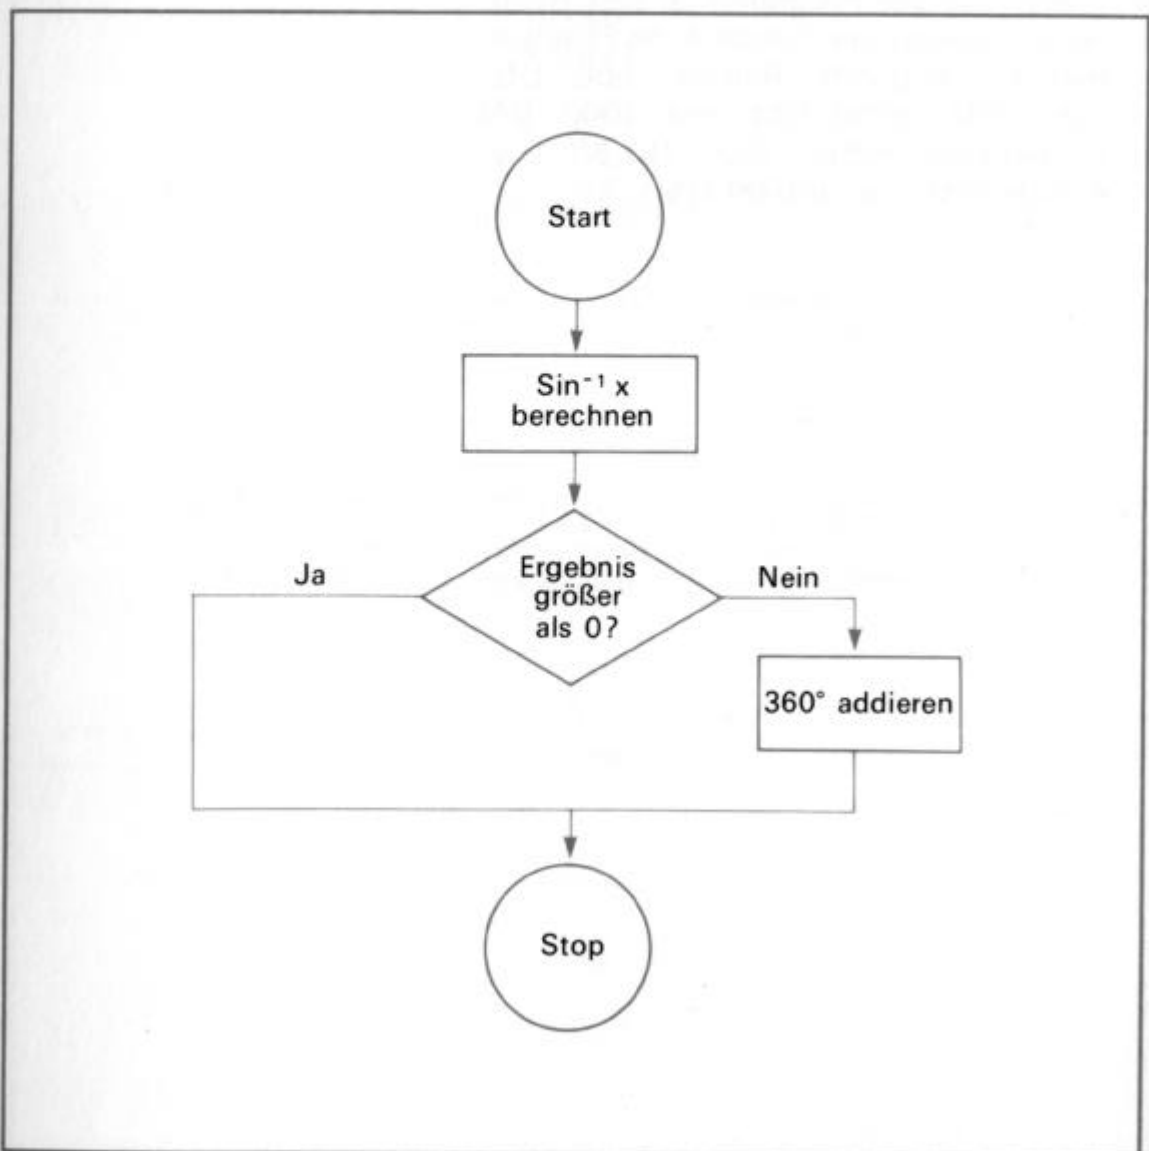 Start
Sin⁻¹ x
berechnen
Ergebnis
größer
als 0?
Ja
Nein
360° addieren
Stop